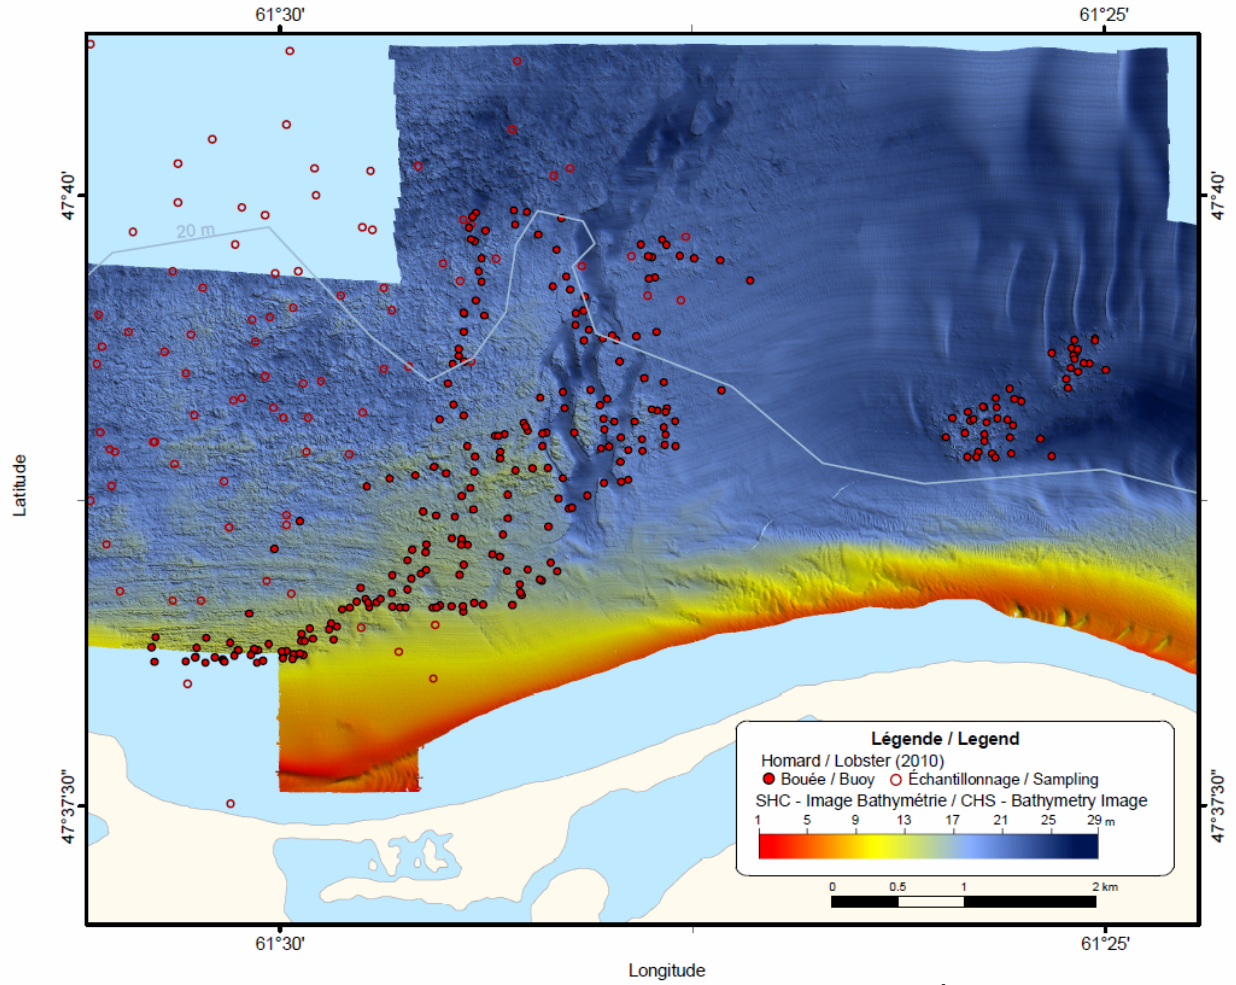 61°30' 61°25'
47°40' 47°40'
20 m
Latitude
Légende / Legend
Homard / Lobster (2010)
Bouée / Buoy Échantillonnage / Sampling
SHC - Image Bathymétrie / CHS - Bathymetry Image
1 5 9 13 17 21 25 29 m
47°37'30" 47°37'30"
0 0.5 1 2 km
61°30' 61°25'
Longitude